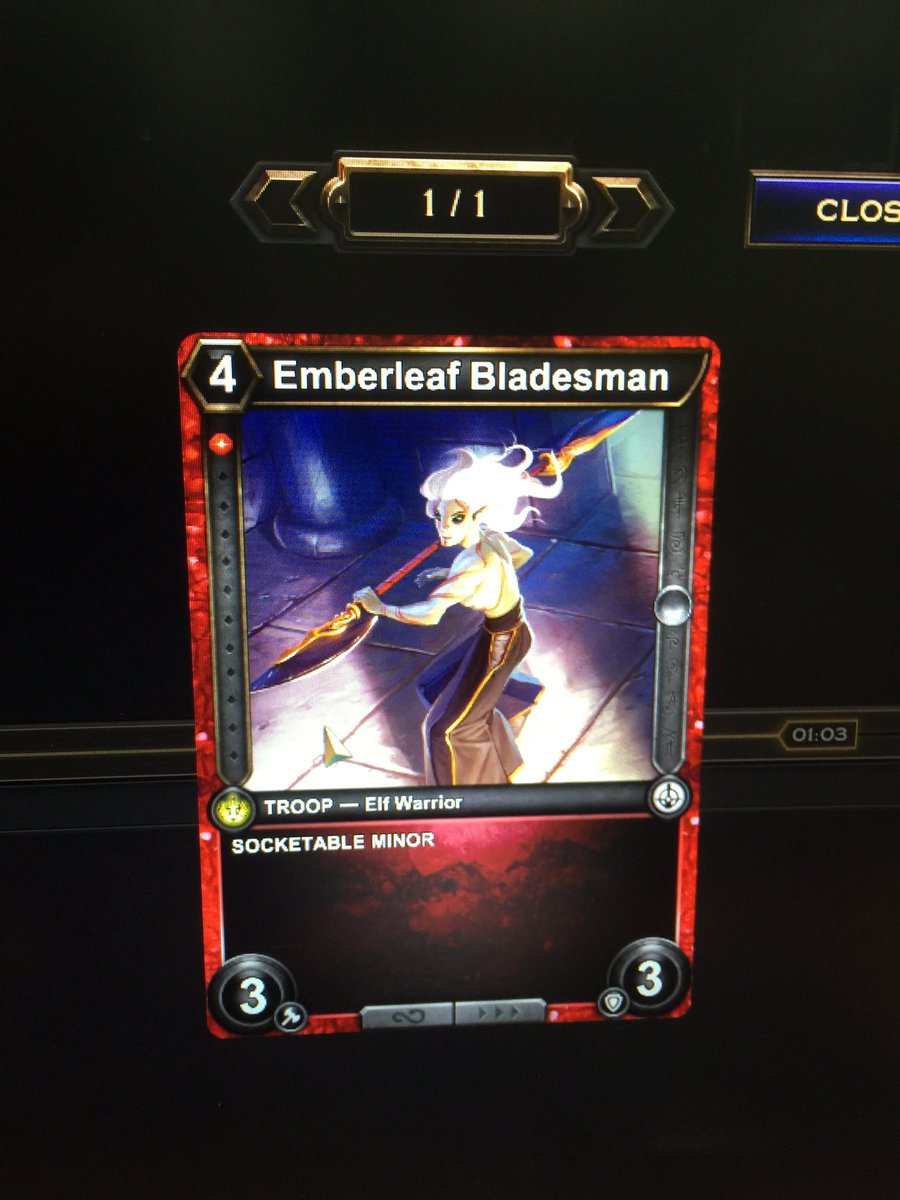 1 / 1
CLOS
4
Emberleaf Bladesman
01:03
TROOP — Elf Warrior
SOCKETABLE MINOR
3
3